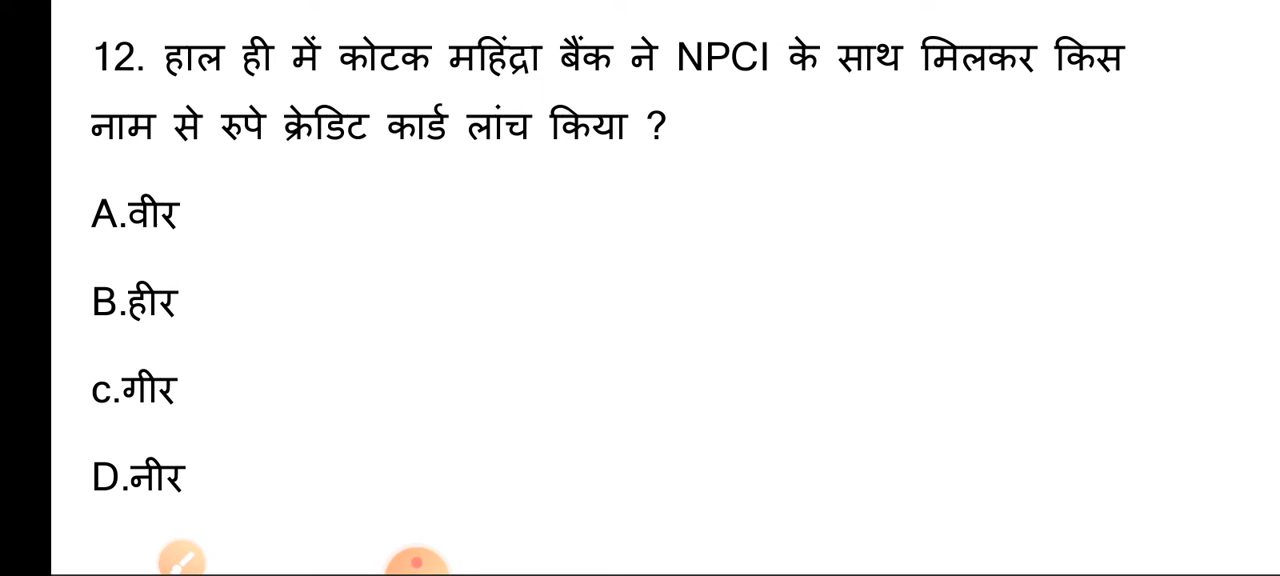 12. हाल ही में कोटक महिंद्रा बैंक ने NPCI के साथ मिलकर किस
नाम से रुपे क्रेडिट कार्ड लांच किया ?
A.वीर
B.हीर
c.गीर
D.नीर